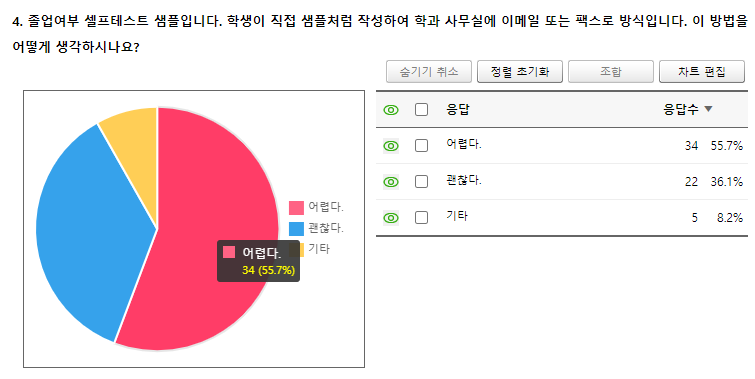 4. 졸업여부 셀프테스트 샘플입니다. 학생이 직접 샘플처럼 작성하여 학과 사무실에 이메일 또는 팩스로 방식입니다. 이 방법을
어떻게 생각하시나요?
숨기기 취소 정렬 초기화 조합 차트 편집
응답 응답수
어렵다. 34 55.7%
괜찮다. 22 36.1%
기타 5 8.2%
어렵다.
괜찮다.
기타
어렵다.
34 (55.7%)